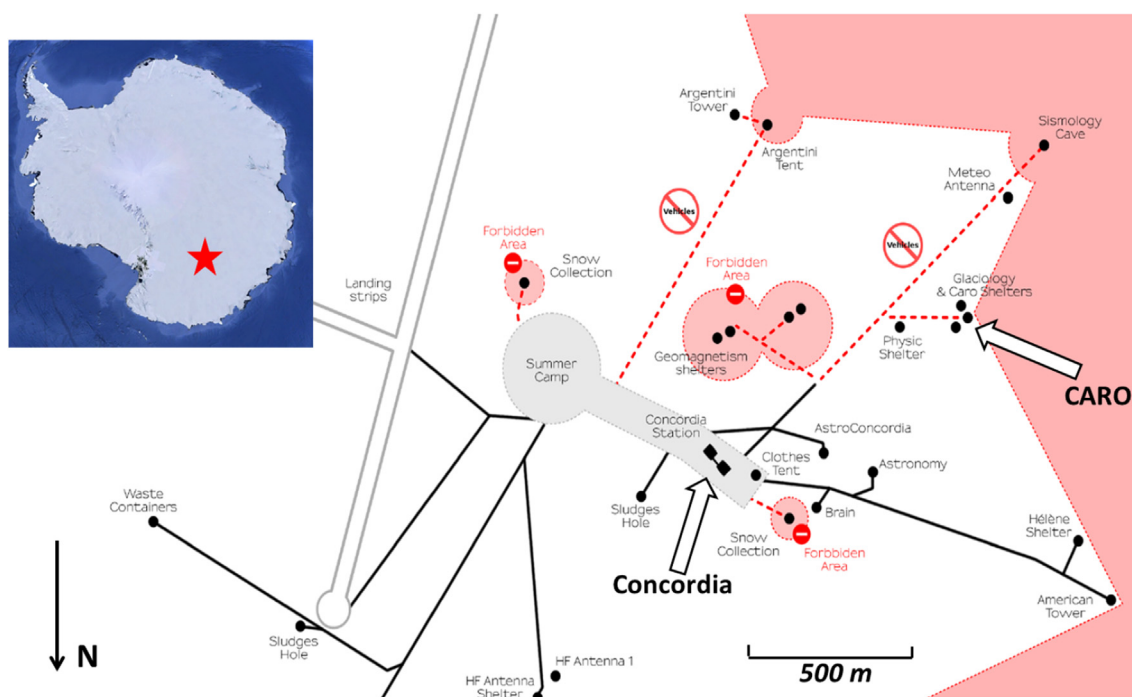 Argentini
Tower
Argentini
Tent
Sismology
Cave
Meteo
Antenna
Vehicles
Vehicles
Forbidden
Area
Snow
Collection
Forbidden
Area
Landing
strips
Glaciology
& Caro Shelters
Physic
Shelter
Geomagnetism
shelters
Summer
Camp
CARO
Concordia
Station
AstroConcordia
Clothes
Tent
Astronomy
Waste
Containers
Sludges
Hole
Brain
Snow
Collection
Forbbiden
Area
Hélène
Shelter
Concordia
American
Tower
Sludges
Hole
N
HF Antenna 1
HF Antenna
Shelter
500 m